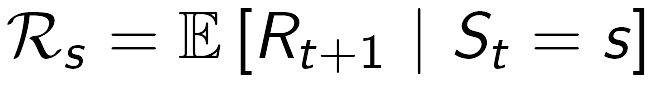 ℛₛ = 𝔼 [Rₜ₊₁ | Sₜ = s]